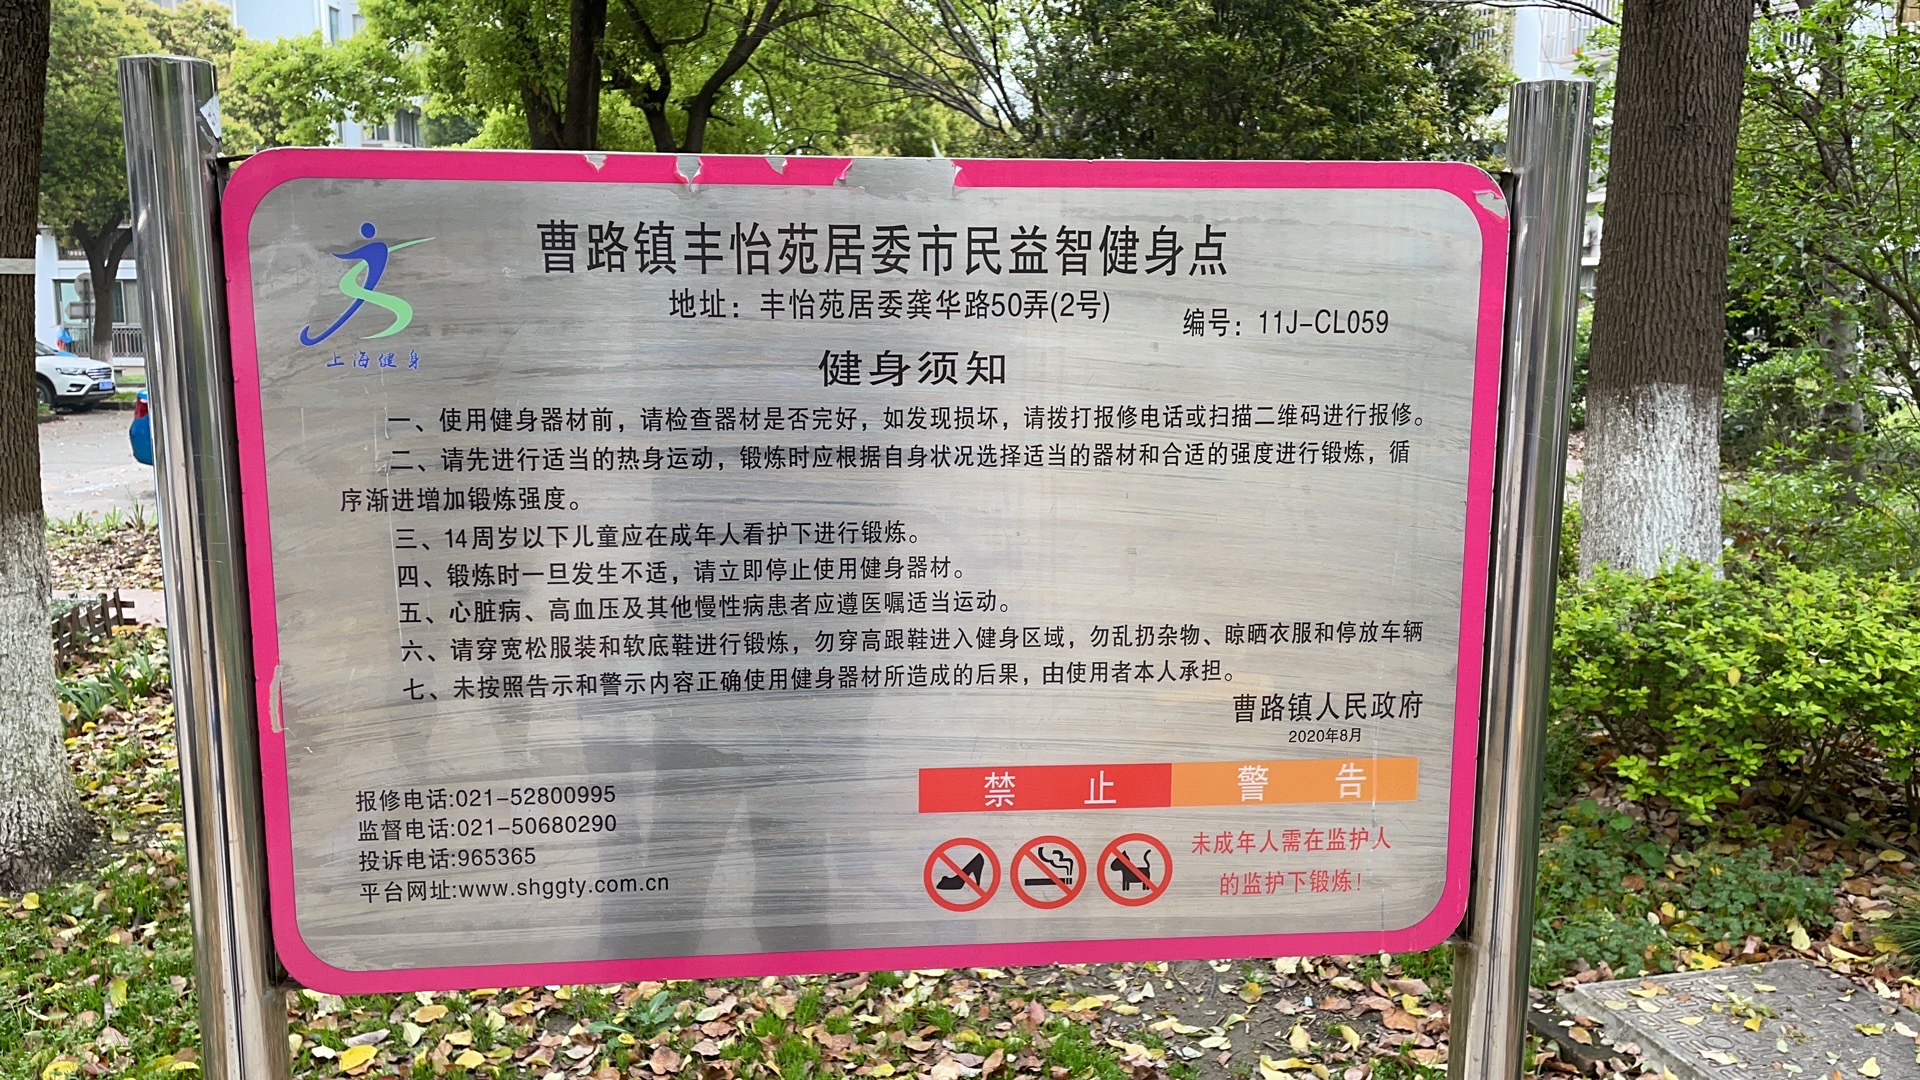 曹路镇丰怡苑居委市民益智健身点
地址：丰怡苑居委龚华路50弄(2号)
编号：11J-CL059
上海健身
健身须知
一、使用健身器材前，请检查器材是否完好，如发现损坏，请拨打报修电话或扫描二维码进行报修。
二、请先进行适当的热身运动，锻炼时应根据自身状况选择适当的器材和合适的强度进行锻炼，循
序渐进增加锻炼强度。
三、14周岁以下儿童应在成年人看护下进行锻炼。
四、锻炼时一旦发生不适，请立即停止使用健身器材。
五、心脏病、高血压及其他慢性病患者应遵医嘱适当运动。
六、请穿宽松服装和软底鞋进行锻炼，勿穿高跟鞋进入健身区域，勿乱扔杂物、晾晒衣服和停放车辆
七、未按照告示和警示内容正确使用健身器材所造成的后果，由使用者本人承担。
曹路镇人民政府
2020年8月
报修电话:021-52800995
监督电话:021-50680290
投诉电话:965365
平台网址:www.shggty.com.cn
禁止 警告
未成年人需在监护人
的监护下锻炼!